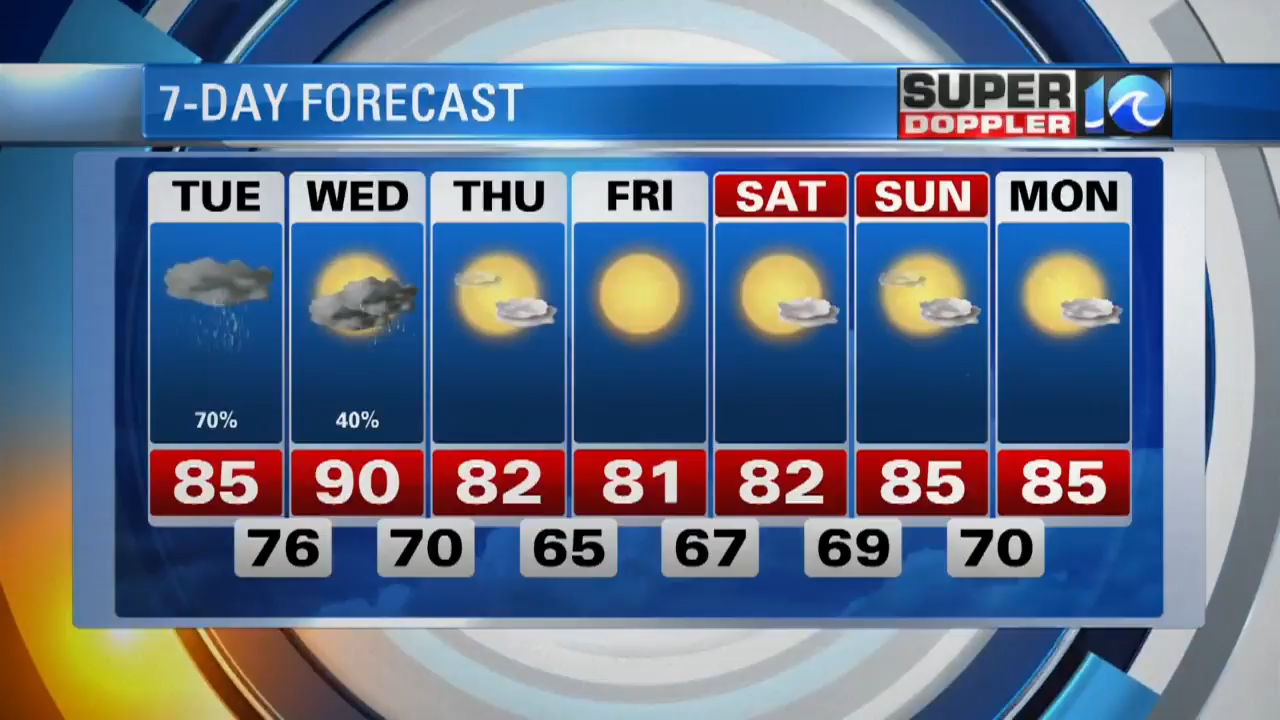 7-DAY FORECAST
SUPER
DOPPLER
10
TUE WED THU FRI SAT SUN MON
70% 40%
85 90 82 81 82 85 85
76 70 65 67 69 70